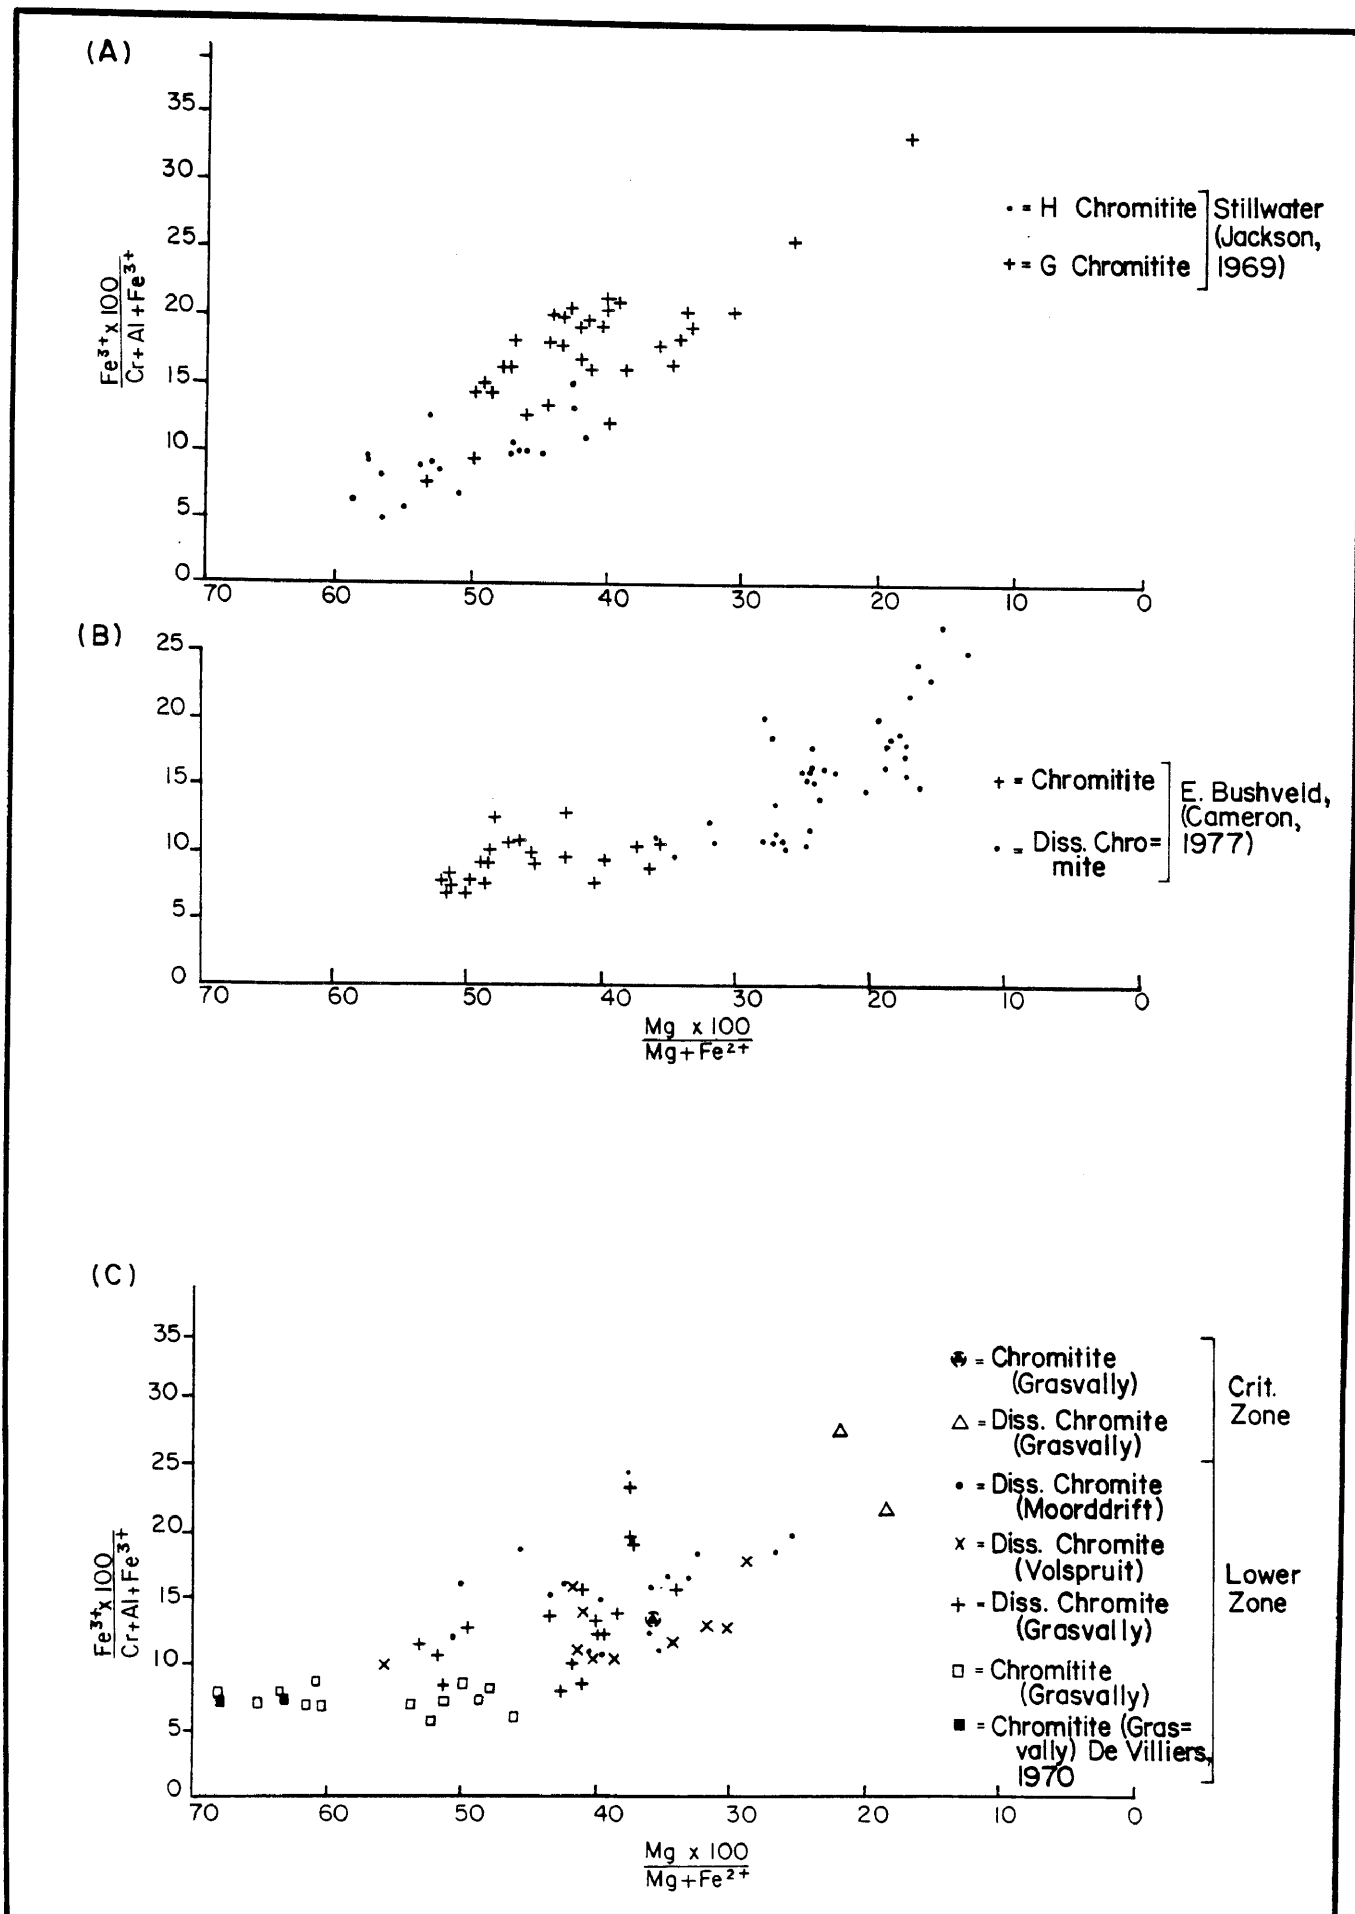 (A)
35
30
25
20
15
10
5
0
Fe³⁺ x 100
Cr + Al + Fe³⁺
70 60 50 40 30 20 10 0
• = H Chromitite
+ = G Chromitite
Stillwater
(Jackson,
1969)
(B)
25
20
15
10
5
0
70 60 50 40 30 20 10 0
Mg x 100
Mg + Fe²⁺
+ = Chromitite
• = Diss. Chro=
mite
E. Bushveld,
(Cameron,
1977)
(C)
35
30
25
20
15
10
5
0
Fe³⁺ x 100
Cr + Al + Fe³⁺
70 60 50 40 30 20 10 0
Mg x 100
Mg + Fe²⁺
= Chromitite
(Grasvally)
△ = Diss. Chromite
(Grasvally)
Crit.
Zone
• = Diss. Chromite
(Moorddrift)
x = Diss. Chromite
(Volspruit)
+ = Diss. Chromite
(Grasvally)
□ = Chromitite
(Grasvally)
■ = Chromitite (Gras=
vally) De Villiers,
1970
Lower
Zone